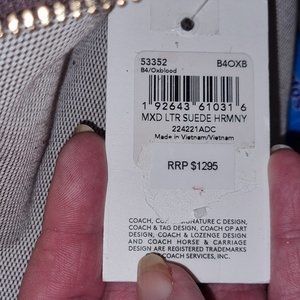 53352 B4OXB
B4/Oxblood
1 92643 61031 6
MXD LTR SUEDE HRMNY
224221ADC
Made in Vietnam/Vietnam
RRP $1295
COACH, COACH SIGNATURE C DESIGN,
COACH & TAG DESIGN, COACH OP ART
DESIGN, COACH & LOZENGE DESIGN
AND COACH HORSE & CARRIAGE
DESIGN ARE REGISTERED TRADEMARKS
COACH SERVICES, INC.